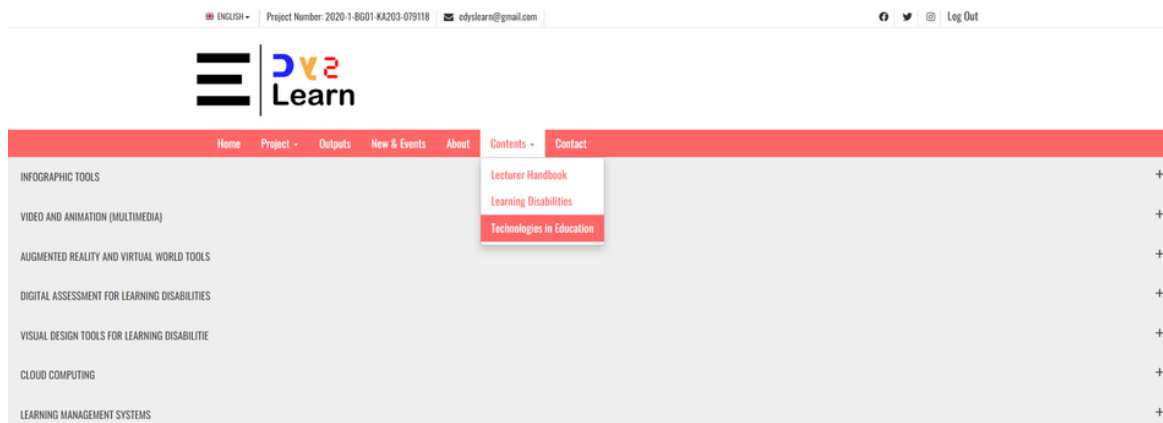 ENGLISH
Project Number: 2020-1-BG01-KA203-079118
edyslearn@gmail.com
Log Out
DYS
Learn
Home Project Outputs New & Events About Contents Contact
Lecturer Handbook
Learning Disabilities
Technologies in Education
INFOGRAPHIC TOOLS
VIDEO AND ANIMATION (MULTIMEDIA)
AUGMENTED REALITY AND VIRTUAL WORLD TOOLS
DIGITAL ASSESSMENT FOR LEARNING DISABILITIES
VISUAL DESIGN TOOLS FOR LEARNING DISABILITIE
CLOUD COMPUTING
LEARNING MANAGEMENT SYSTEMS